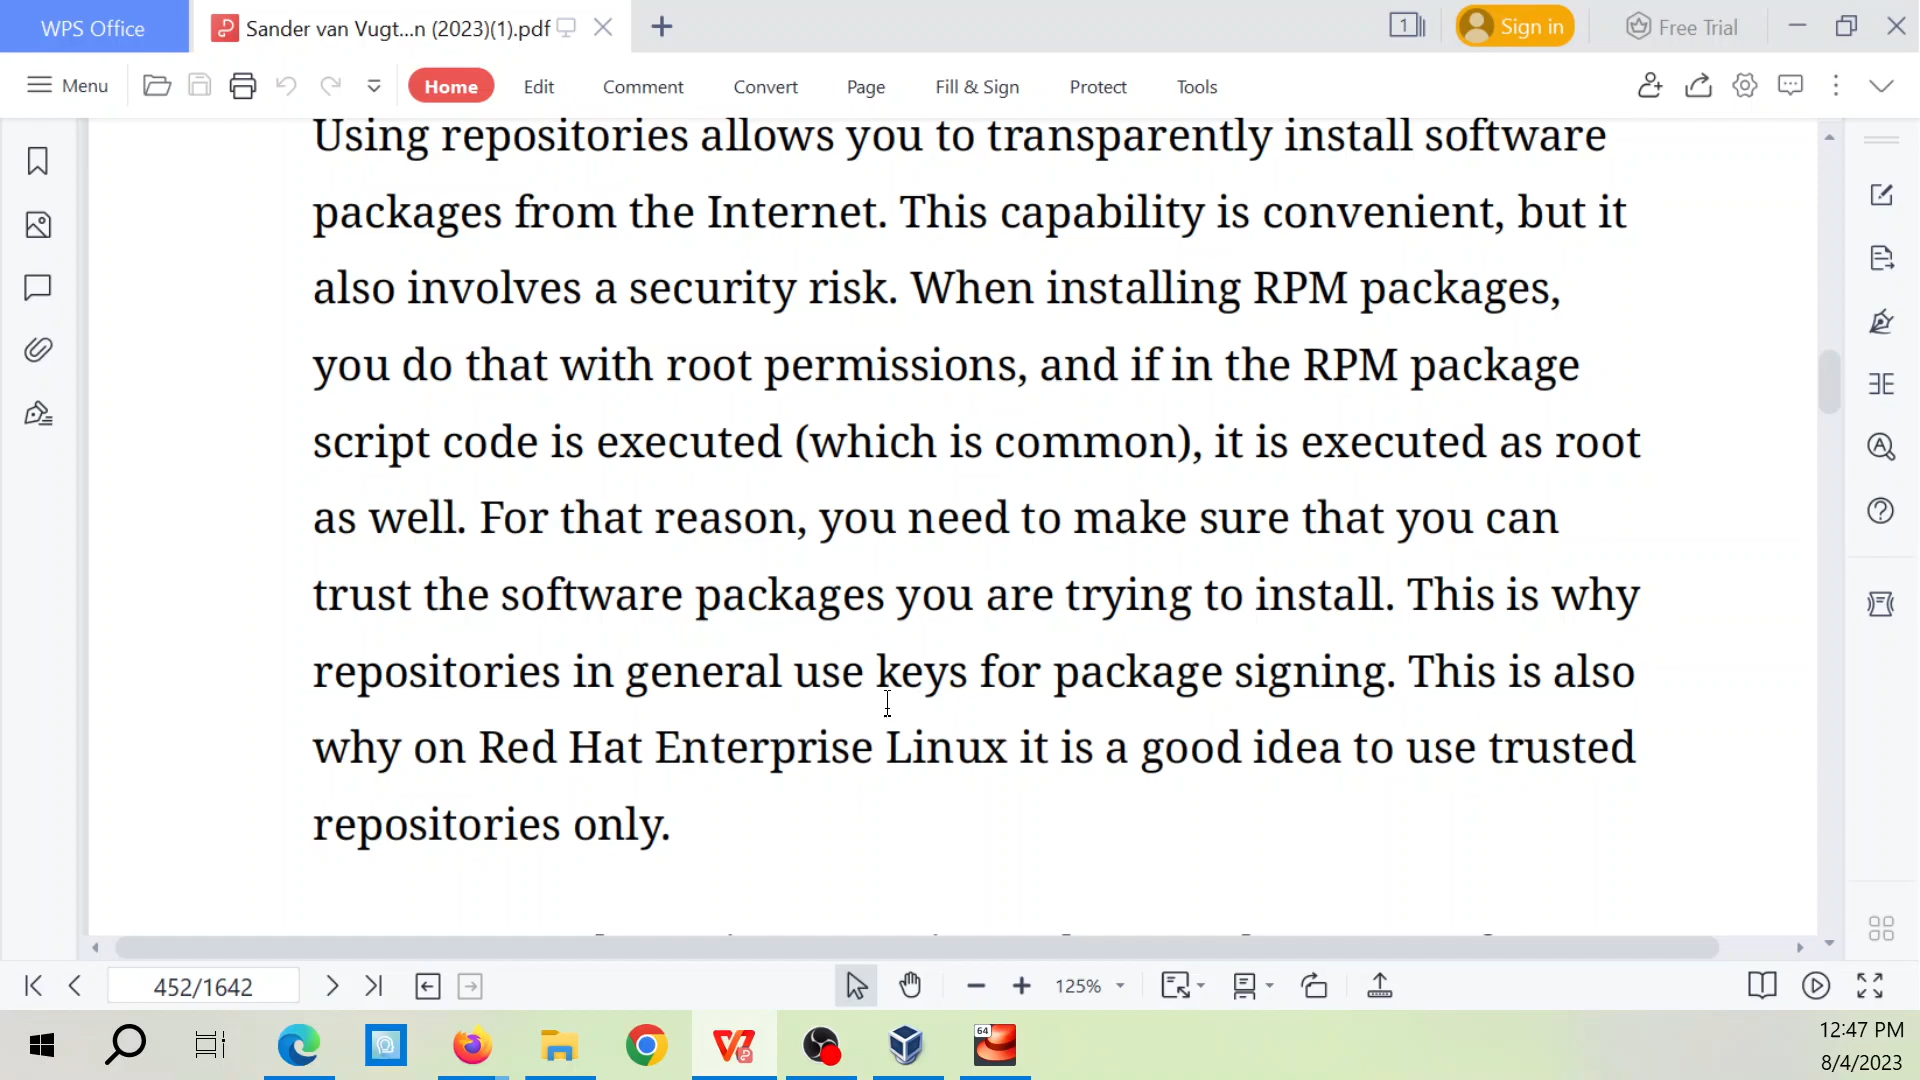 WPS Office
Sander van Vugt...n (2023)(1).pdf
1
Sign in
Free Trial
Menu
Home
Edit
Comment
Convert
Page
Fill & Sign
Protect
Tools
Using repositories allows you to transparently install software
packages from the Internet. This capability is convenient, but it
also involves a security risk. When installing RPM packages,
you do that with root permissions, and if in the RPM package
script code is executed (which is common), it is executed as root
as well. For that reason, you need to make sure that you can
trust the software packages you are trying to install. This is why
repositories in general use keys for package signing. This is also
why on Red Hat Enterprise Linux it is a good idea to use trusted
repositories only.
452/1642
125%
64
12:47 PM
8/4/2023